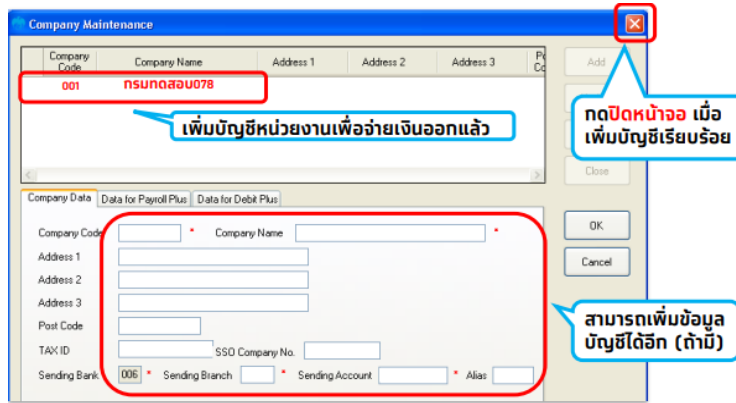 Company Maintenance
Company Code Company Name Address 1 Address 2 Address 3
001 กรมทดสอบ078
เพิ่มบัญชีหน่วยงานเพื่อจ่ายเงินออกแล้ว
Add
กดปิดหน้าจอ เมื่อ
เพิ่มบัญชีเรียบร้อย
Close
Company Data Data for Payroll Plus Data for Debit Plus
Company Code * Company Name *
Address 1
Address 2
Address 3
Post Code
TAX ID SSO Company No.
Sending Bank 006 * Sending Branch * Sending Account * Alias
OK
Cancel
สามารถเพิ่มข้อมูล
บัญชีได้อีก (ถ้ามี)